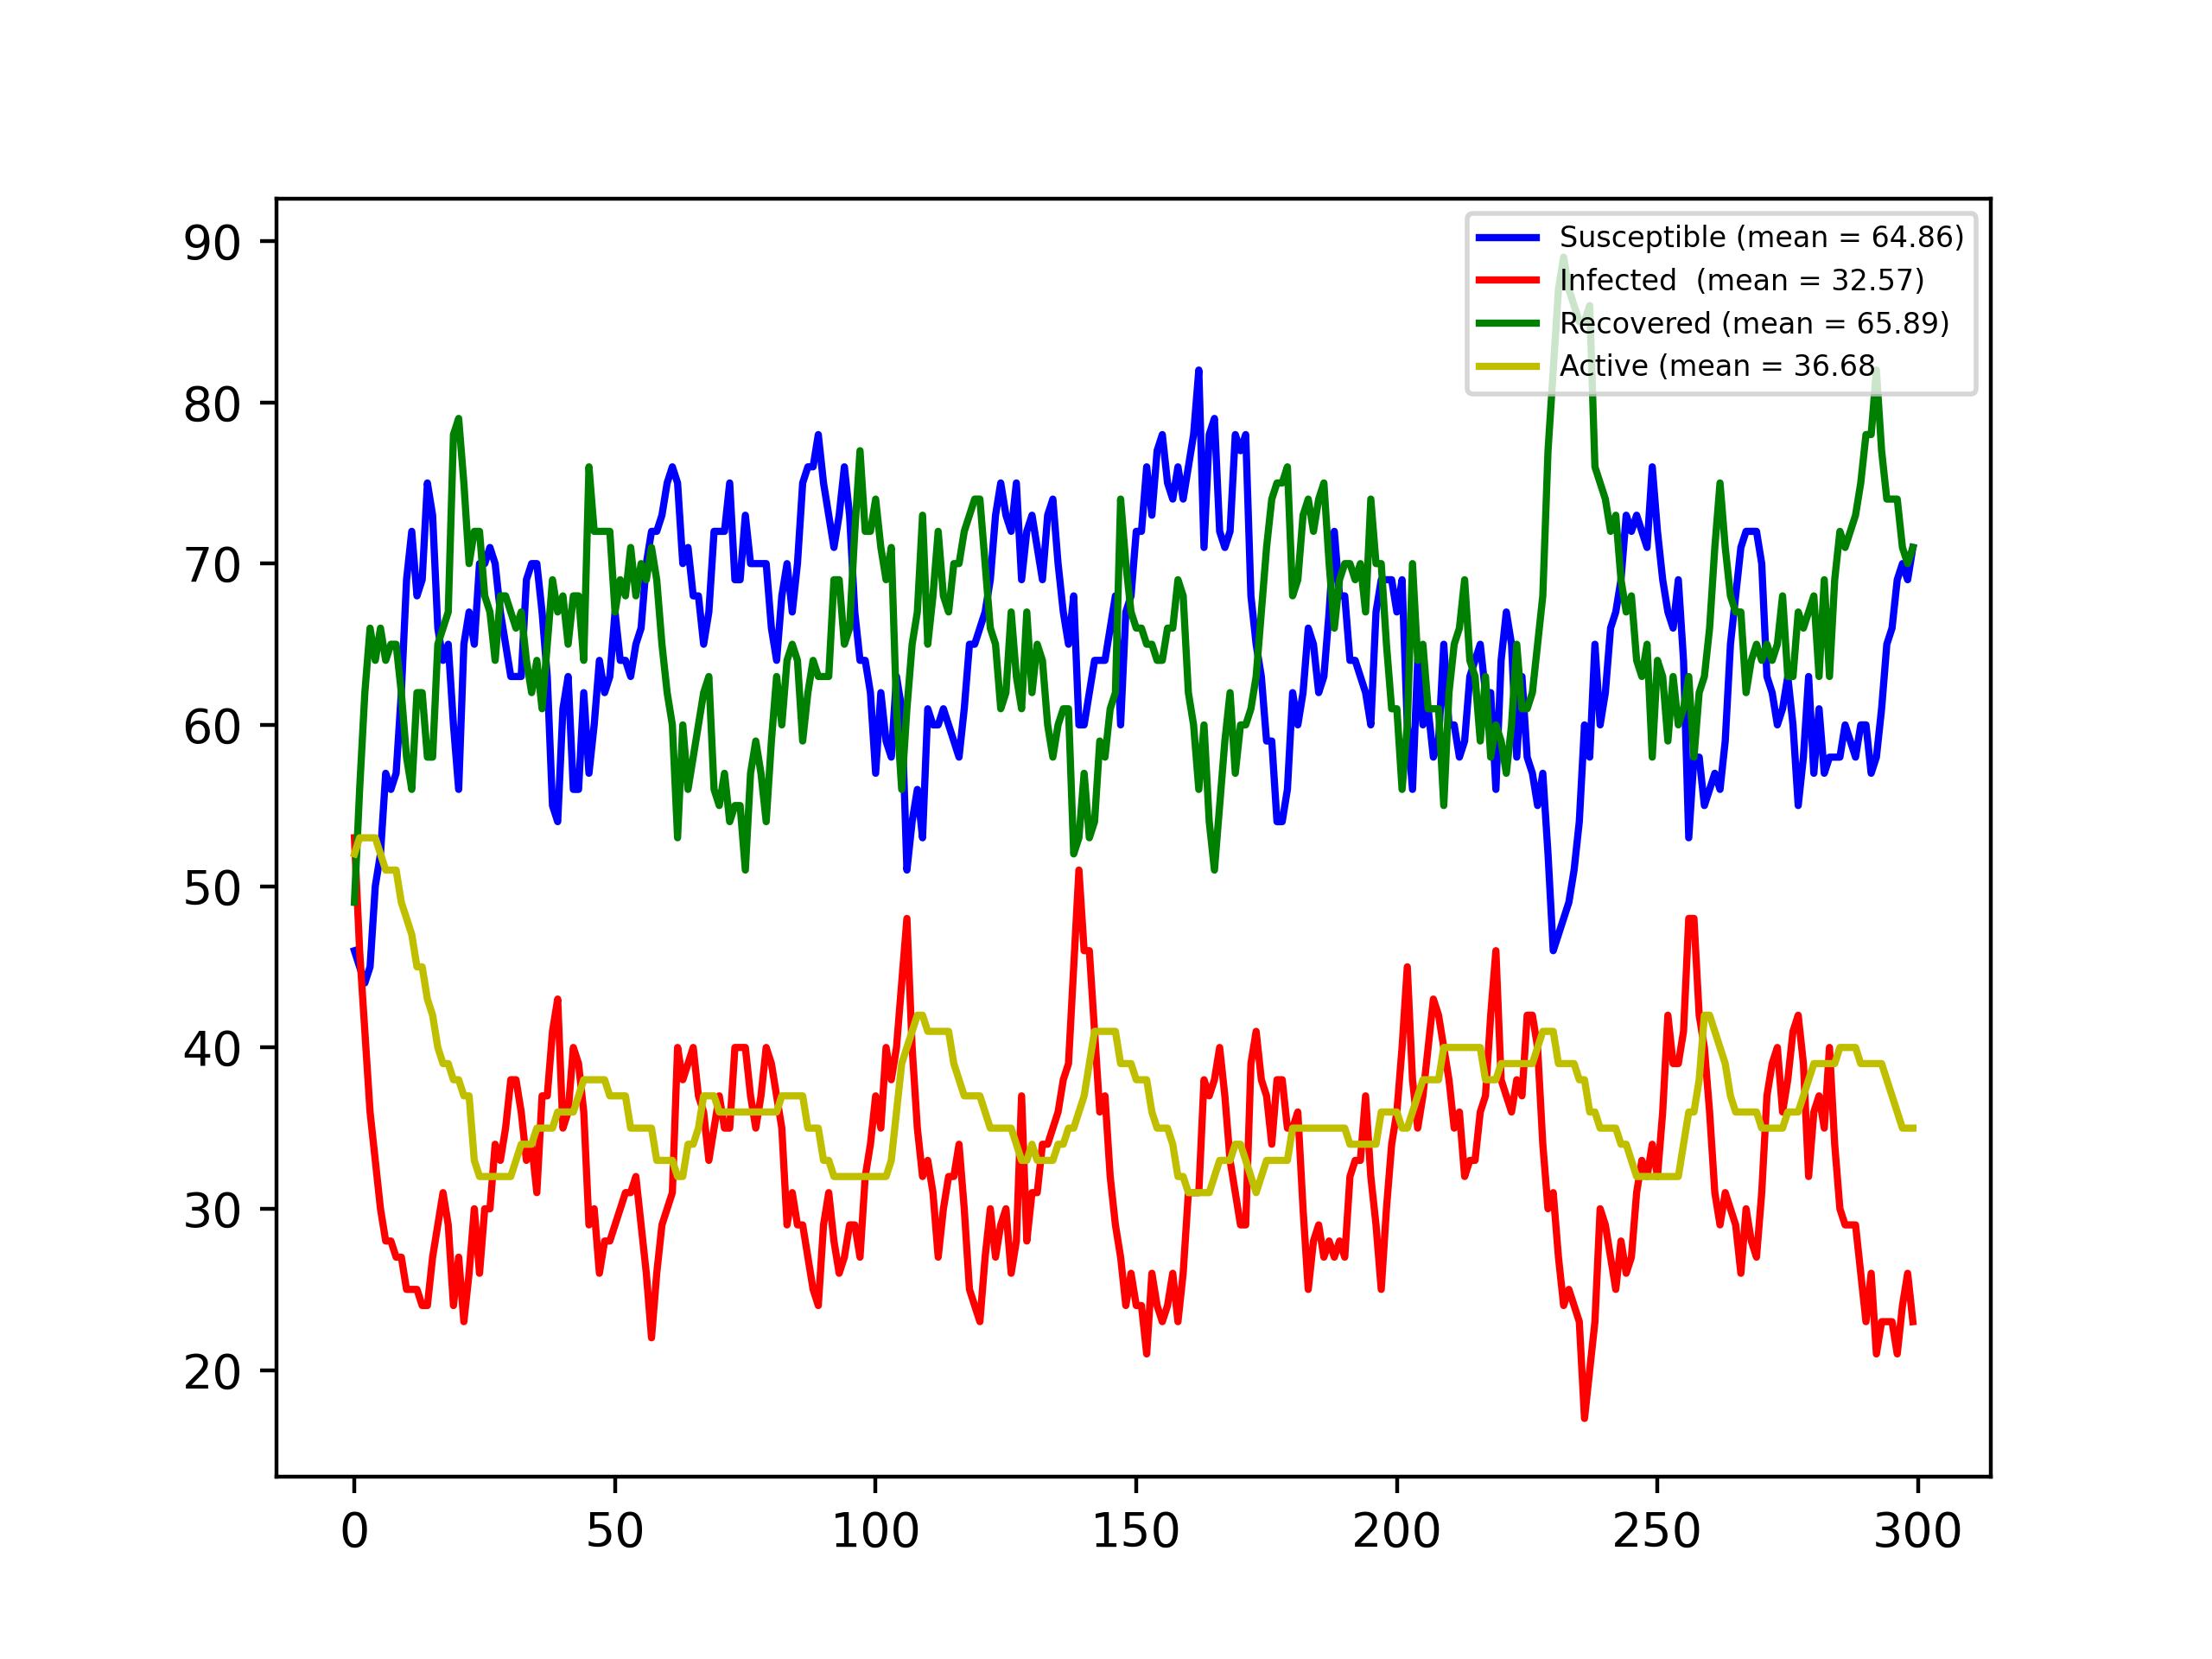 90
80
70
60
50
40
30
20
0 50 100 150 200 250 300
Susceptible (mean = 64.86)
Infected  (mean = 32.57)
Recovered (mean = 65.89)
Active (mean = 36.68